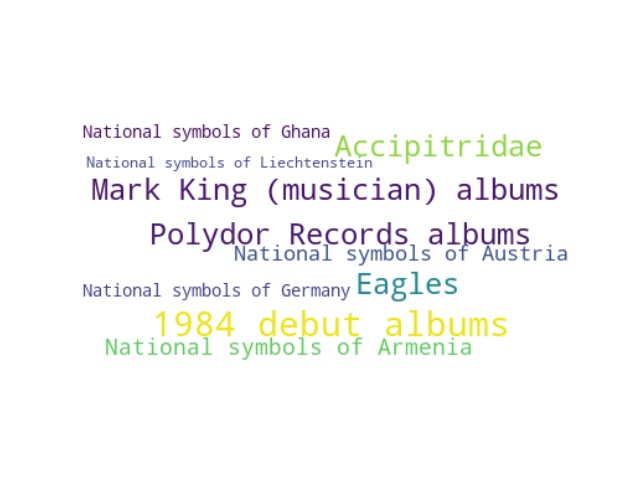 National symbols of Ghana
Accipitridae
National symbols of Liechtenstein
Mark King (musician) albums
Polydor Records albums
National symbols of Austria
Eagles
National symbols of Germany
1984 debut albums
National symbols of Armenia